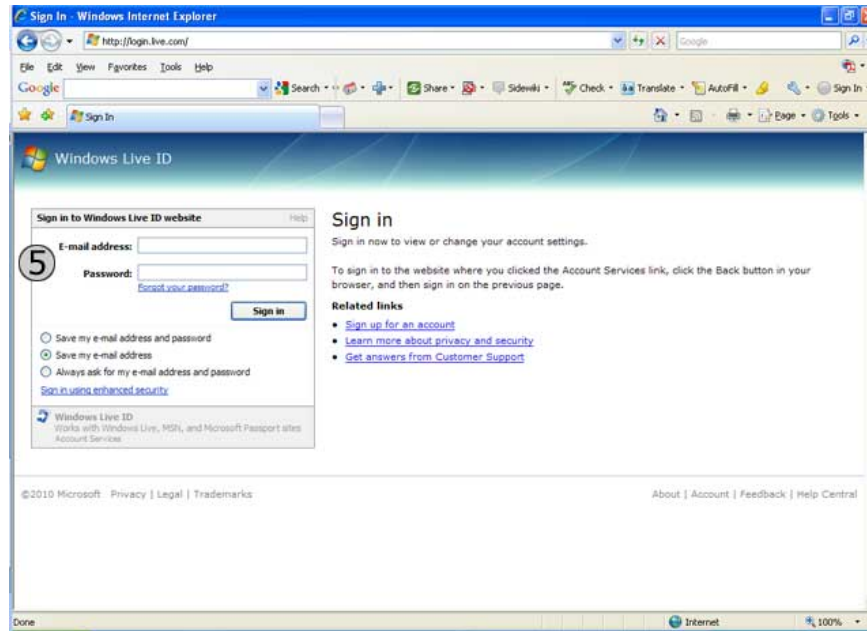 Sign In - Windows Internet Explorer
http://login.live.com/
Google
File Edit View Favorites Tools Help
Google Search Share Sidewiki Check Translate AutoFill Sign In
Sign In Page Tools
Windows Live ID
Sign in to Windows Live ID website Help
5
E-mail address:
Password:
Forgot your password?
Sign in
Save my e-mail address and password
Save my e-mail address
Always ask for my e-mail address and password
Sign in using enhanced security
Windows Live ID
Works with Windows Live, MSN, and Microsoft Passport sites
Account Services
Sign in
Sign in now to view or change your account settings.
To sign in to the website where you clicked the Account Services link, click the Back button in your
browser, and then sign in on the previous page.
Related links
• Sign up for an account
• Learn more about privacy and security
• Get answers from Customer Support
©2010 Microsoft Privacy | Legal | Trademarks
About | Account | Feedback | Help Central
Done Internet 100%